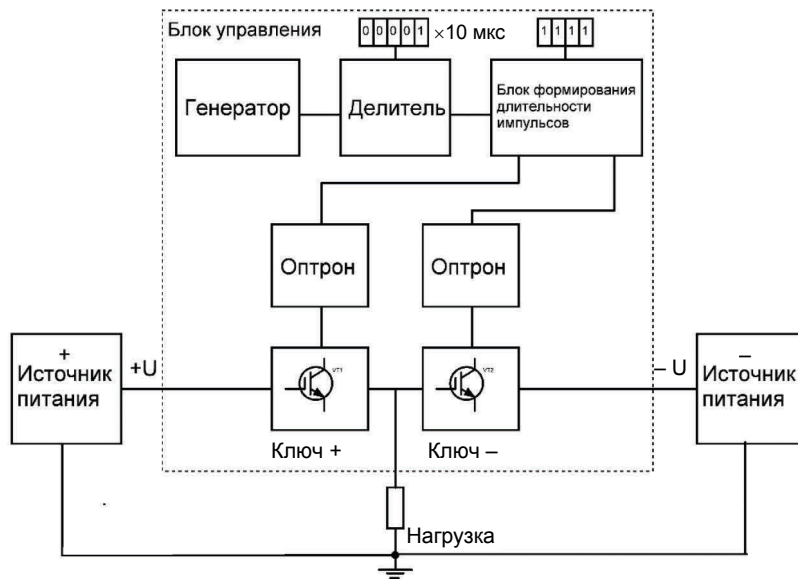 Блок управления
0 0 0 0 1 ×10 мкс
1 1 1 1
Генератор
Делитель
Блок формирования
длительности
импульсов
Оптрон
Оптрон
+
Источник
питания
+U
VT1
VT2
– U
–
Источник
питания
Ключ +
Ключ –
Нагрузка